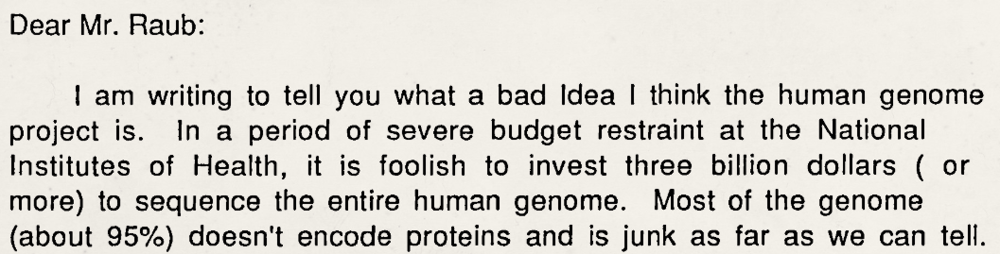 Dear Mr. Raub:
I am writing to tell you what a bad Idea I think the human genome
project is. In a period of severe budget restraint at the National
Institutes of Health, it is foolish to invest three billion dollars ( or
more) to sequence the entire human genome. Most of the genome
(about 95%) doesn't encode proteins and is junk as far as we can tell.